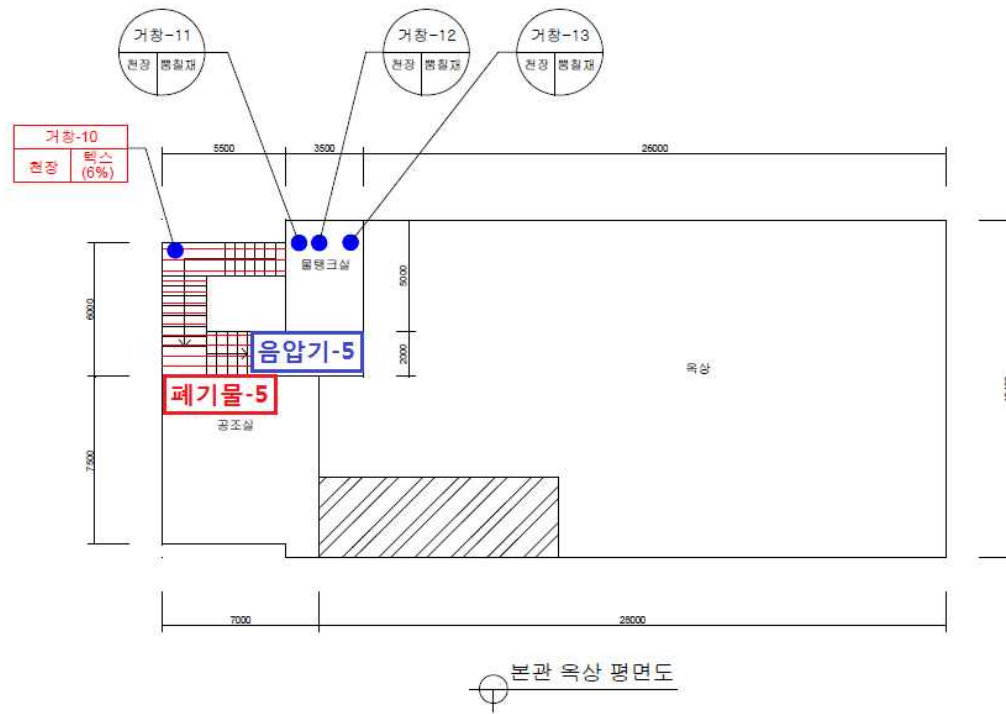 거창-11
천장 뿜칠재
거창-12
천장 뿜칠재
거창-13
천장 뿜칠재
거창-10
천장 텍스
(6%)
5500
3500
26000
물탱크실
6000
5000
2000
음압기-5
옥상
폐기물-5
공조실
7500
7000
28000
본관 옥상 평면도